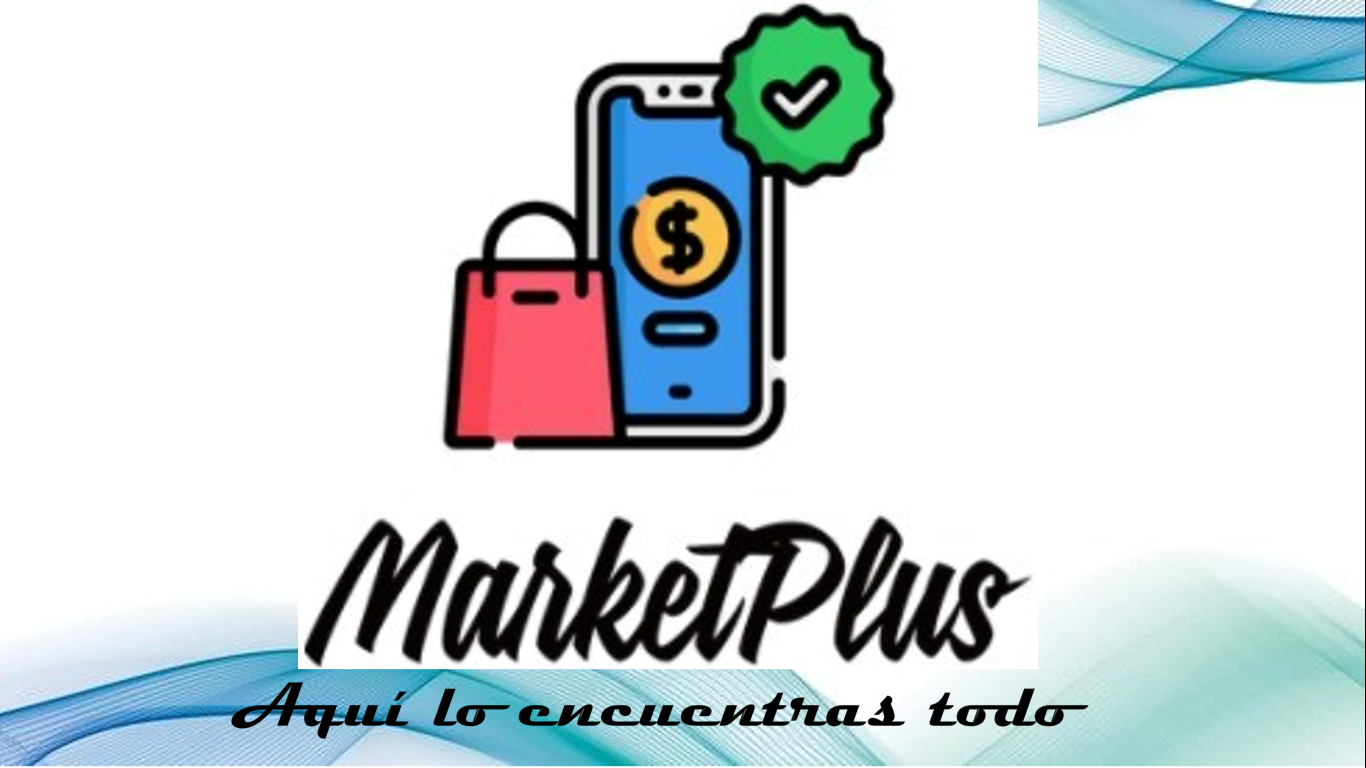 $
MarketPlus
Aquí lo encuentras todo